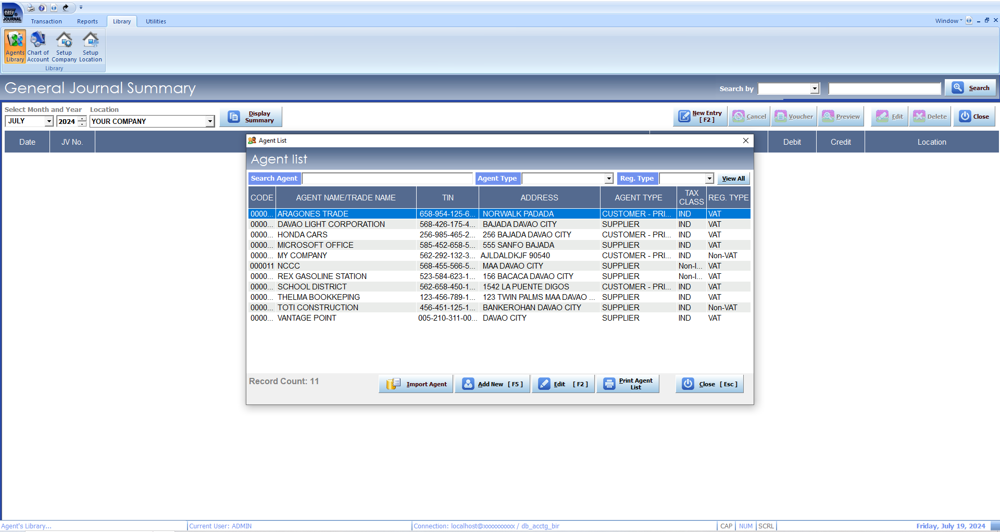 easy
JOURNAL
Transaction Reports Library Utilities
Window
Agents Library
Chart of Account
Setup Company
Setup Location
Library
General Journal Summary
Search by
Search
Select Month and Year Location
JULY 2024 YOUR COMPANY
Display Summary
New Entry [ F2 ]
Cancel
Voucher
Preview
Edit
Delete
Close
Date JV No. Debit Credit Location
Agent List
Agent list
Search Agent Agent Type Reg. Type View All
CODE AGENT NAME/TRADE NAME TIN ADDRESS AGENT TYPE TAX CLASS REG. TYPE
0000... ARAGONES TRADE 658-954-125-6... NORWALK PADADA CUSTOMER - PRI... IND VAT
0000... DAVAO LIGHT CORPORATION 568-426-175-4... BAJADA DAVAO CITY SUPPLIER IND VAT
0000... HONDA CARS 256-985-465-2... 256 BAJADA DAVAO CITY CUSTOMER - PRI... IND VAT
0000... MICROSOFT OFFICE 585-452-658-5... 555 SANFO BAJADA SUPPLIER IND VAT
0000... MY COMPANY 562-292-132-3... AJLDALDKJF 90540 CUSTOMER - PRI... IND Non-VAT
000011 NCCC 568-455-566-5... MAA DAVAO CITY SUPPLIER Non-I... VAT
0000... REX GASOLINE STATION 523-584-623-1... 156 BACACA DAVAO CITY SUPPLIER Non-I... VAT
0000... SCHOOL DISTRICT 562-658-450-1... 1542 LA PUENTE DIGOS CUSTOMER - PRI... IND VAT
0000... THELMA BOOKKEPING 123-456-789-1... 123 TWIN PALMS MAA DAVAO ... SUPPLIER IND VAT
0000... TOTI CONSTRUCTION 456-451-125-1... BANKEROHAN DAVAO CITY SUPPLIER IND Non-VAT
0000... VANTAGE POINT 005-210-311-00... DAVAO CITY SUPPLIER IND VAT
Record Count: 11
Import Agent
Add New [ F5 ]
Edit [ F2 ]
Print Agent List
Close [ Esc ]
Agent's Library... Current User: ADMIN Connection: localhost@xxxxxxxxxx / db_acctg_bir CAP NUM SCRL Friday, July 19, 2024